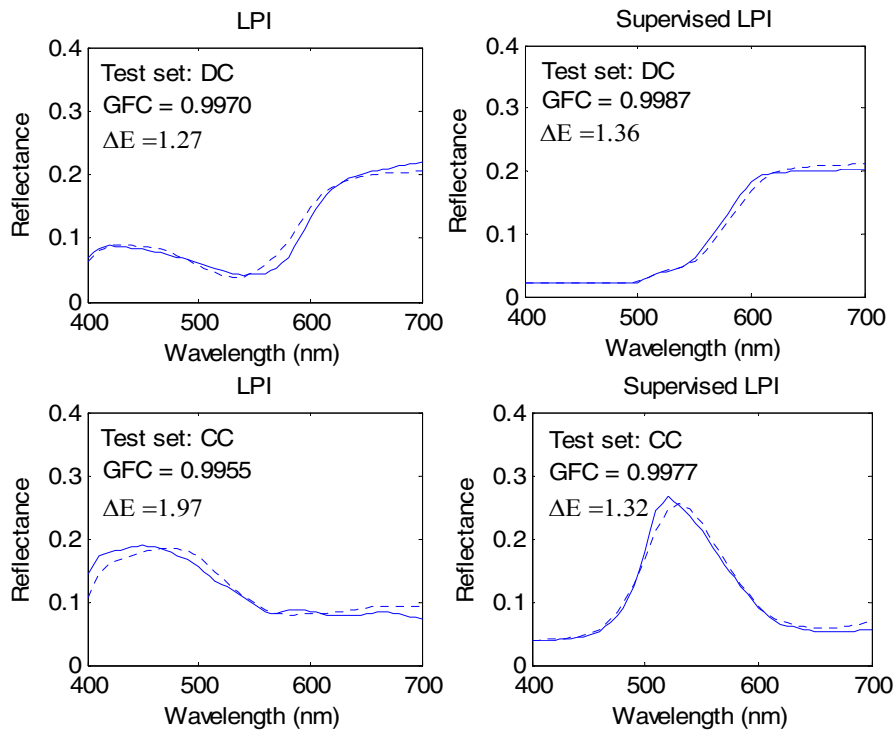 LPI
0.4
0.3
0.2
0.1
0
Reflectance
Test set: DC
GFC = 0.9970
ΔE =1.27
400
500
600
700
Wavelength (nm)
Supervised LPI
0.4
0.3
0.2
0.1
0
Reflectance
Test set: DC
GFC = 0.9987
ΔE =1.36
400
500
600
700
Wavelength (nm)
LPI
0.4
0.3
0.2
0.1
0
Reflectance
Test set: CC
GFC = 0.9955
ΔE =1.97
400
500
600
700
Wavelength (nm)
Supervised LPI
0.4
0.3
0.2
0.1
0
Reflectance
Test set: CC
GFC = 0.9977
ΔE =1.32
400
500
600
700
Wavelength (nm)